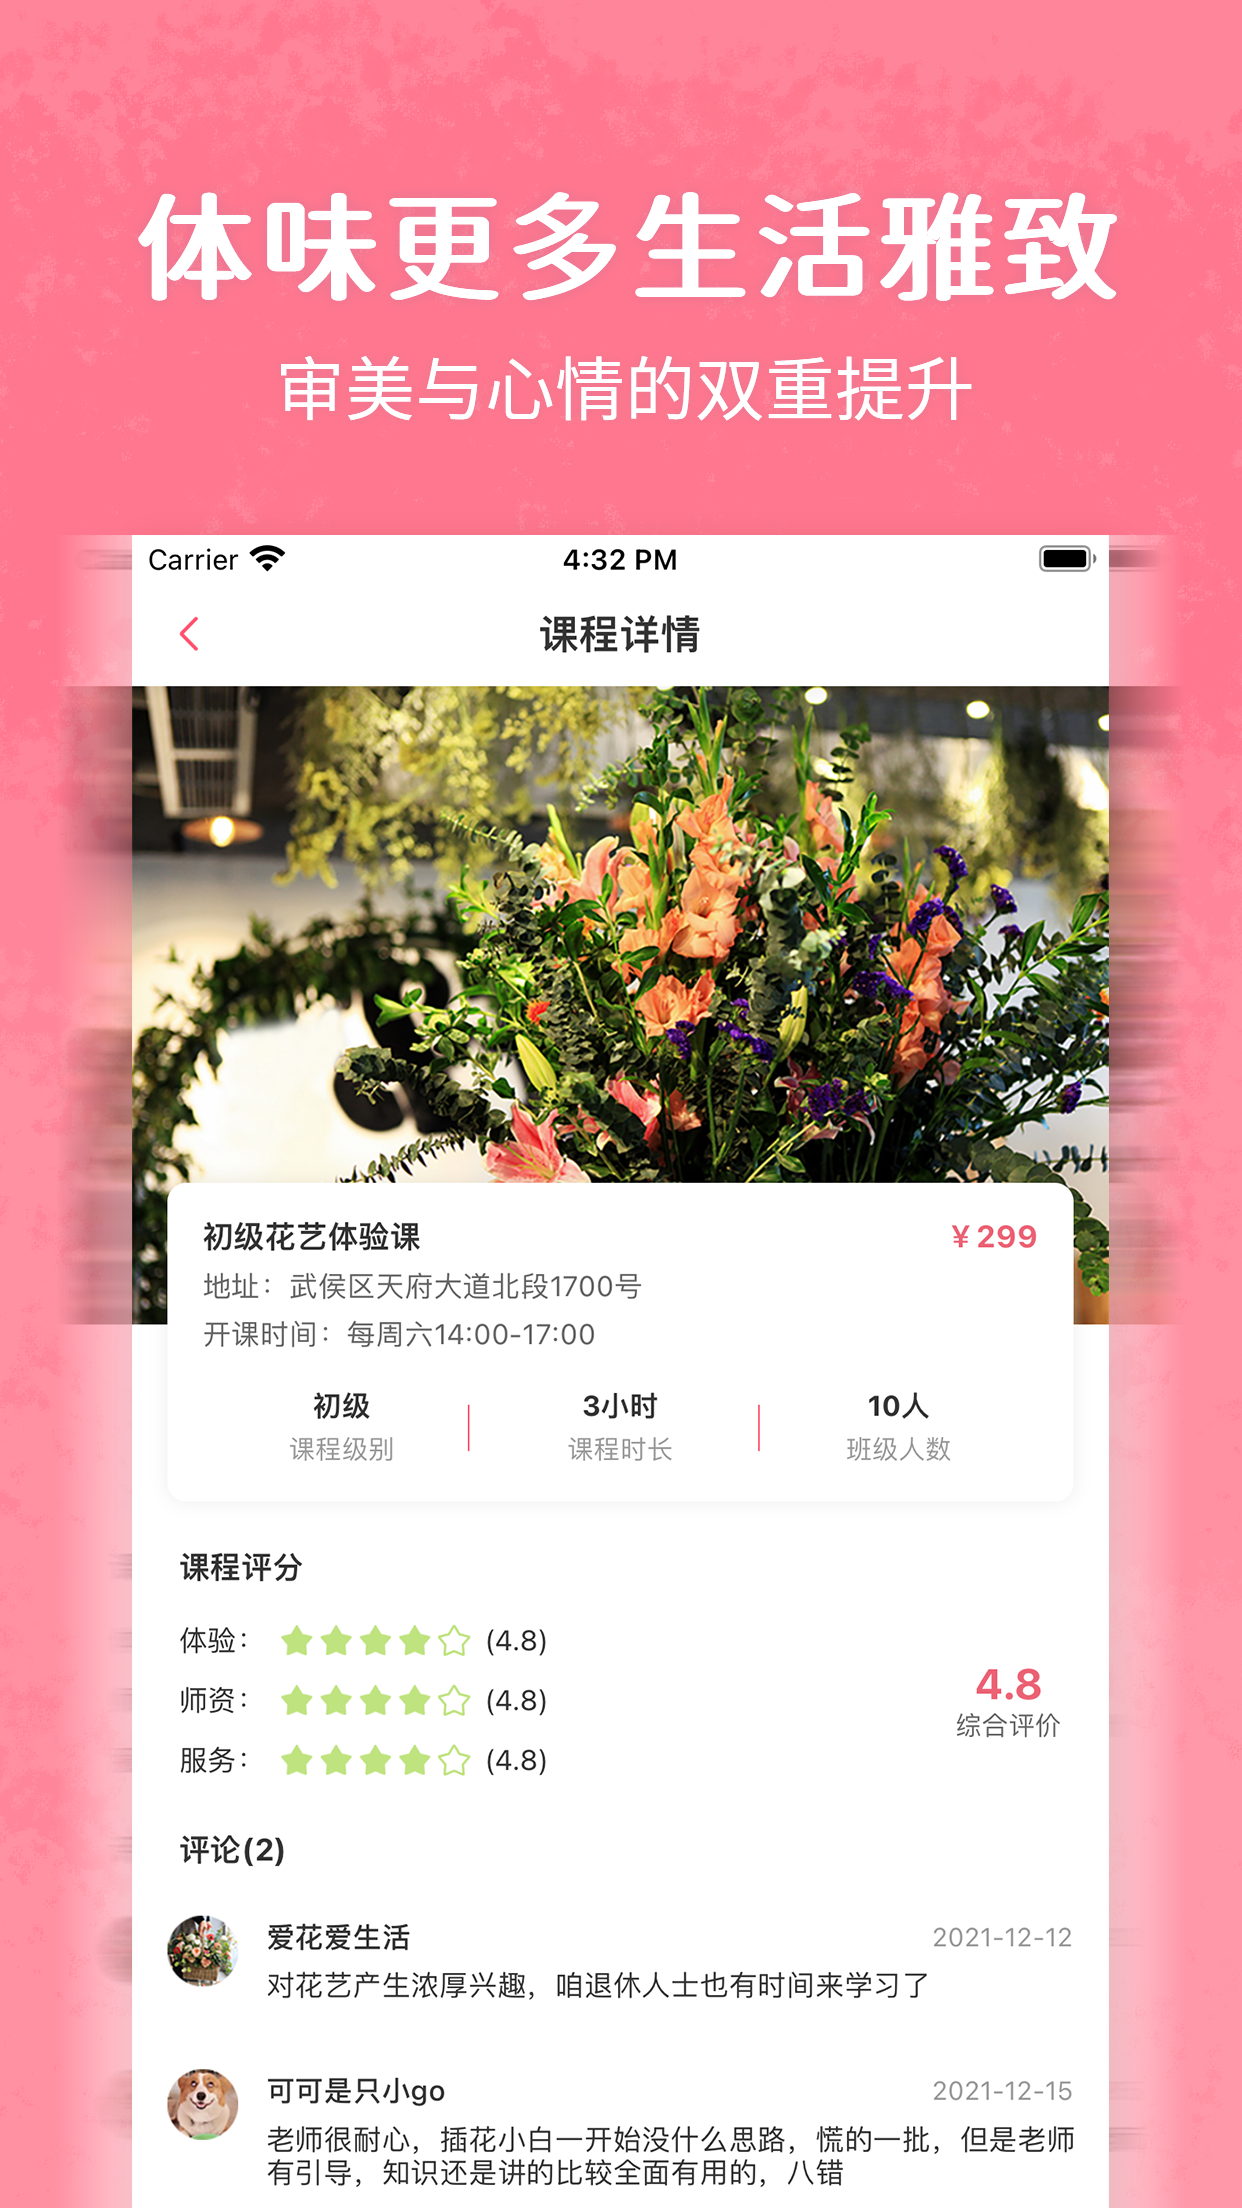 体味更多生活雅致
审美与心情的双重提升
Carrier 4:32 PM
课程详情
初级花艺体验课 ¥299
地址：武侯区天府大道北段1700号
开课时间：每周六14:00-17:00
初级 3小时 10人
课程级别 课程时长 班级人数
课程评分
体验： (4.8)
师资： (4.8)
服务： (4.8)
4.8
综合评价
评论(2)
爱花爱生活 2021-12-12
对花艺产生浓厚兴趣，咱退休人士也有时间来学习了
可可是只小go 2021-12-15
老师很耐心，插花小白一开始没什么思路，慌的一批，但是老师
有引导，知识还是讲的比较全面有用的，八错